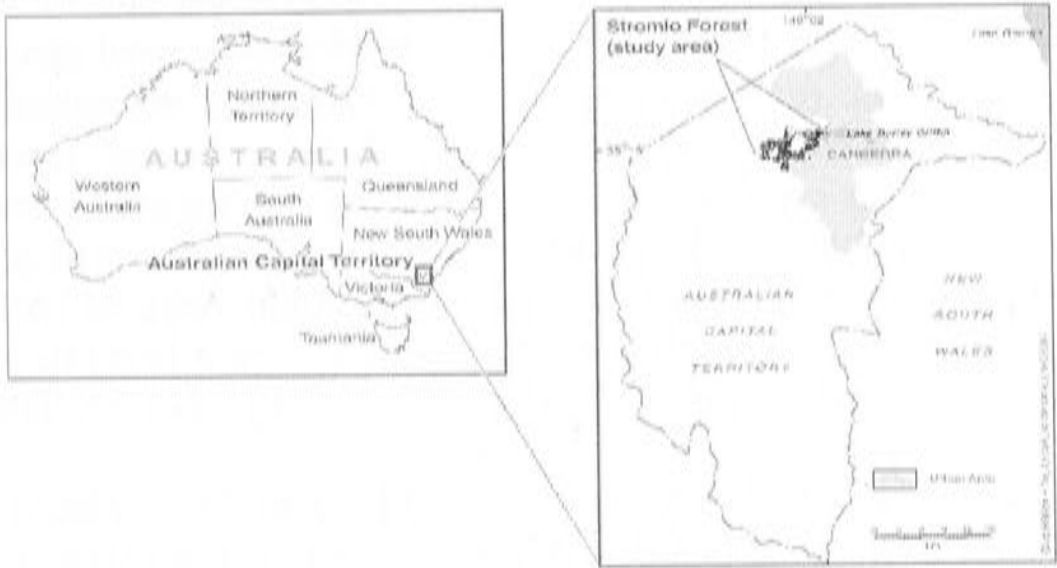 Northern
Territory
AUSTRALIA
Western
Australia
Queensland
South
Australia
New South Wales
Australian Capital Territory
Victoria
Tasmania
Stromlo Forest
(study area)
Lake Burley Griffin
CANBERRA
AUSTRALIAN
CAPITAL
TERRITORY
NEW
SOUTH
WALES
Urban Area